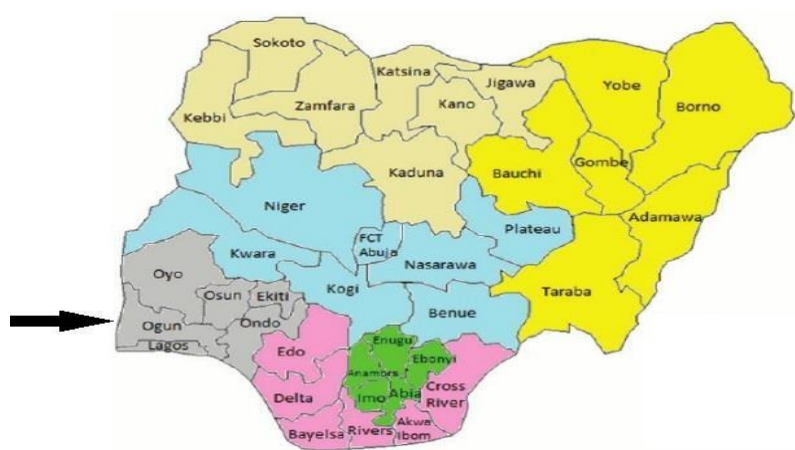 Sokoto
Katsina
Jigawa
Yobe
Borno
Kebbi
Zamfara
Kano
Kaduna
Bauchi
Gombe
Niger
Adamawa
Plateau
FCT
Abuja
Kwara
Nasarawa
Oyo
Kogi
Taraba
Osun
Ekiti
Benue
Ogun
Ondo
Lagos
Edo
Enugu
Ebonyi
Anambra
Delta
Imo
Abia
Cross
River
Bayelsa
Rivers
Akwa
Ibom